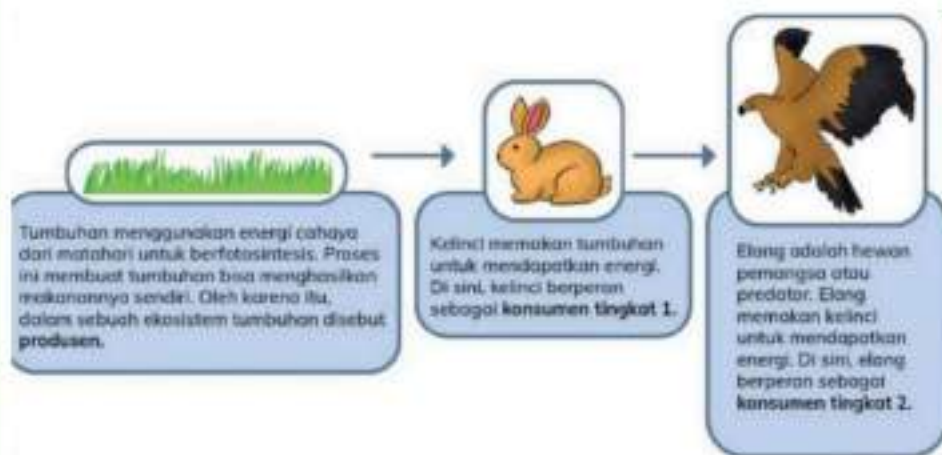 Tumbuhan menggunakan energi cahaya
dari matahari untuk berfotosintesis. Proses
ini membuat tumbuhan bisa menghasilkan
makanannya sendiri. Oleh karena itu,
dalam sebuah ekosistem tumbuhan disebut
produsen.
Kelinci memakan tumbuhan
untuk mendapatkan energi.
Di sini, kelinci berperan
sebagai konsumen tingkat 1.
Elang adalah hewan
pemangsa atau
predator. Elang
memakan kelinci
untuk mendapatkan
energi. Di sini, elang
berperan sebagai
konsumen tingkat 2.